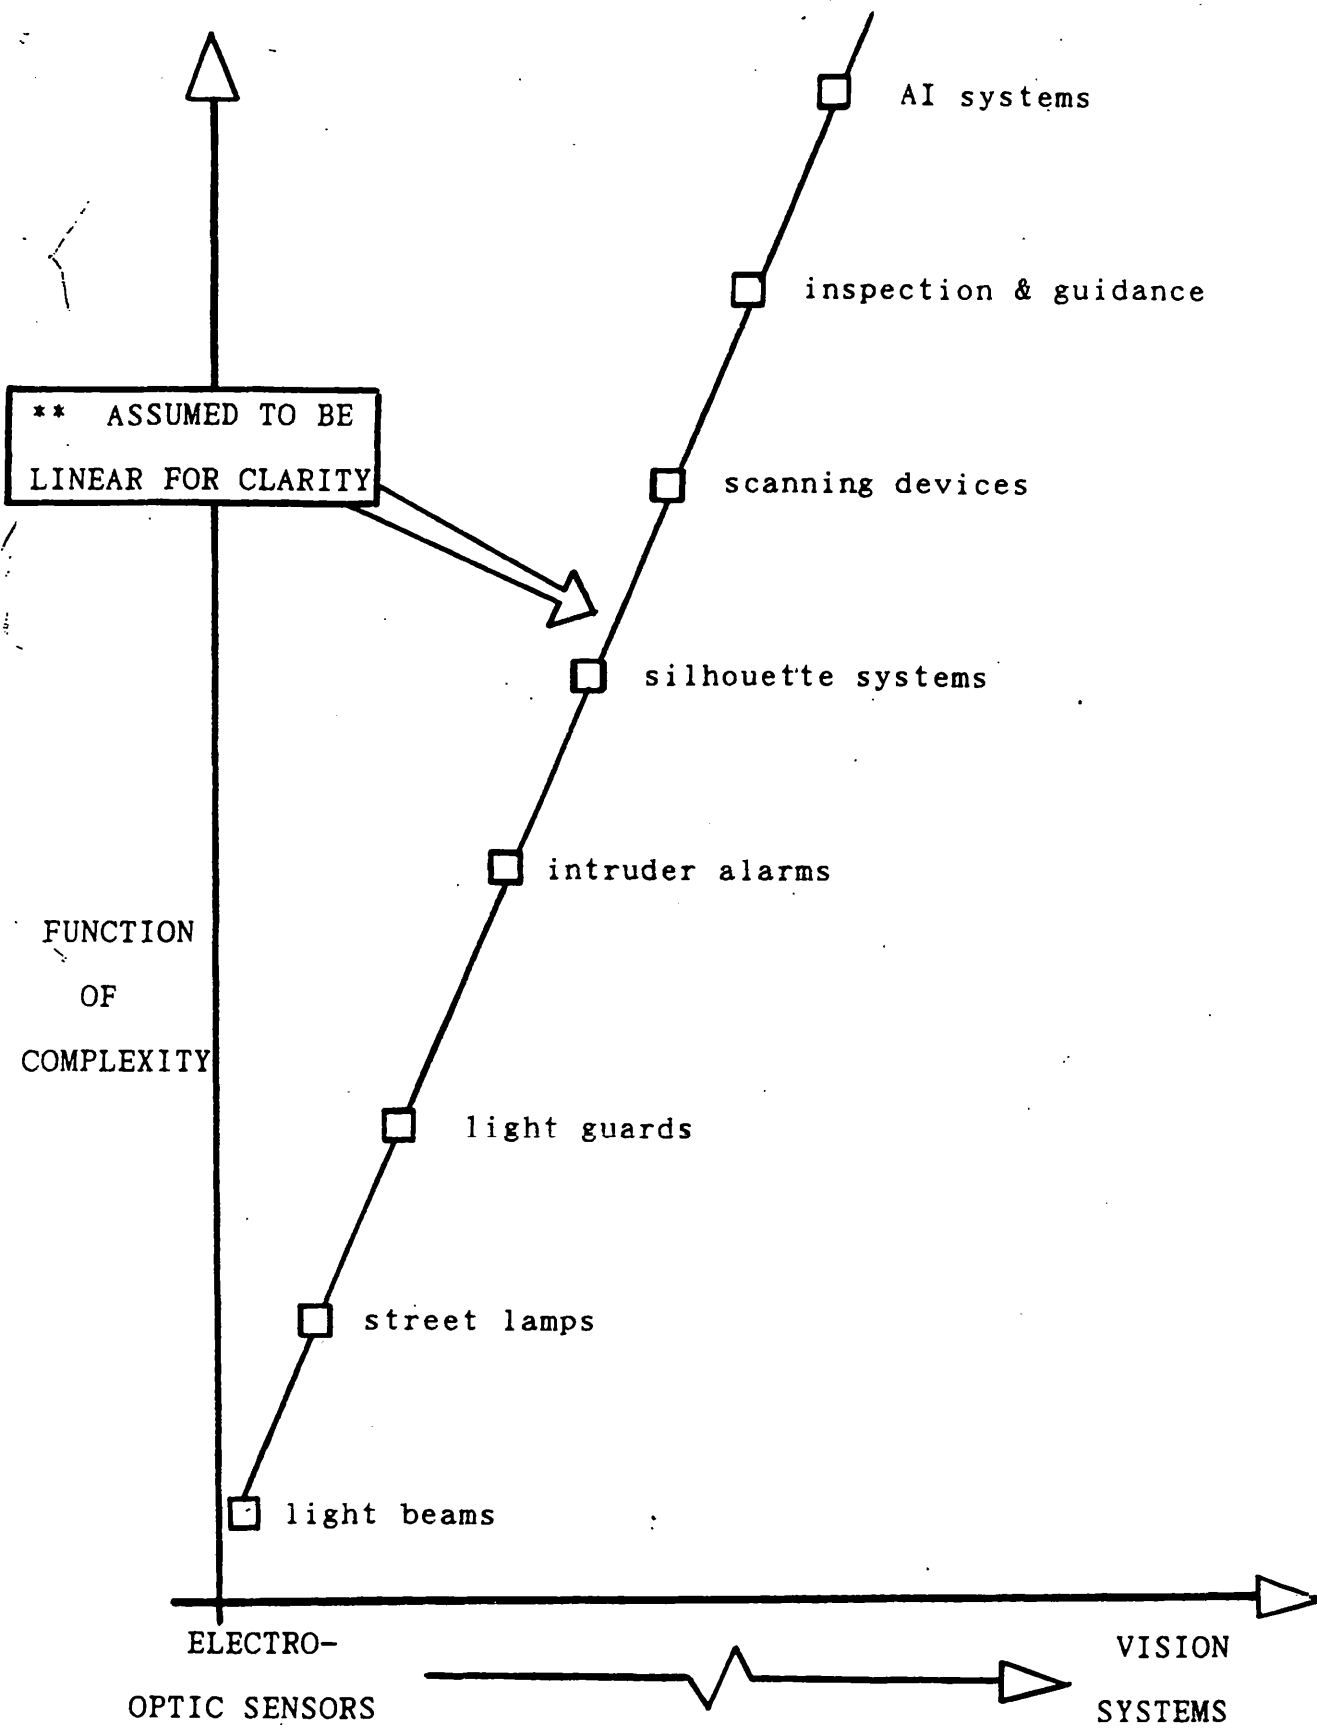 AI systems
inspection & guidance
** ASSUMED TO BE
LINEAR FOR CLARITY
scanning devices
silhouette systems
intruder alarms
FUNCTION
OF
COMPLEXITY
light guards
street lamps
light beams
ELECTRO-
OPTIC SENSORS
VISION
SYSTEMS